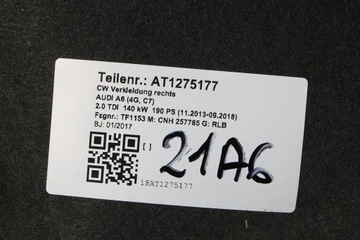 Teilenr.: AT1275177
CW Verkleidung rechts
AUDI A6 (4G, C7)
2.0 TDI 140 kW 190 PS (11.2013-09.2018)
Fzgnr.: TF1153 M: CNH 257785 G: RLB
BJ: 01/2017
[ ]
21A6
18AT1275177